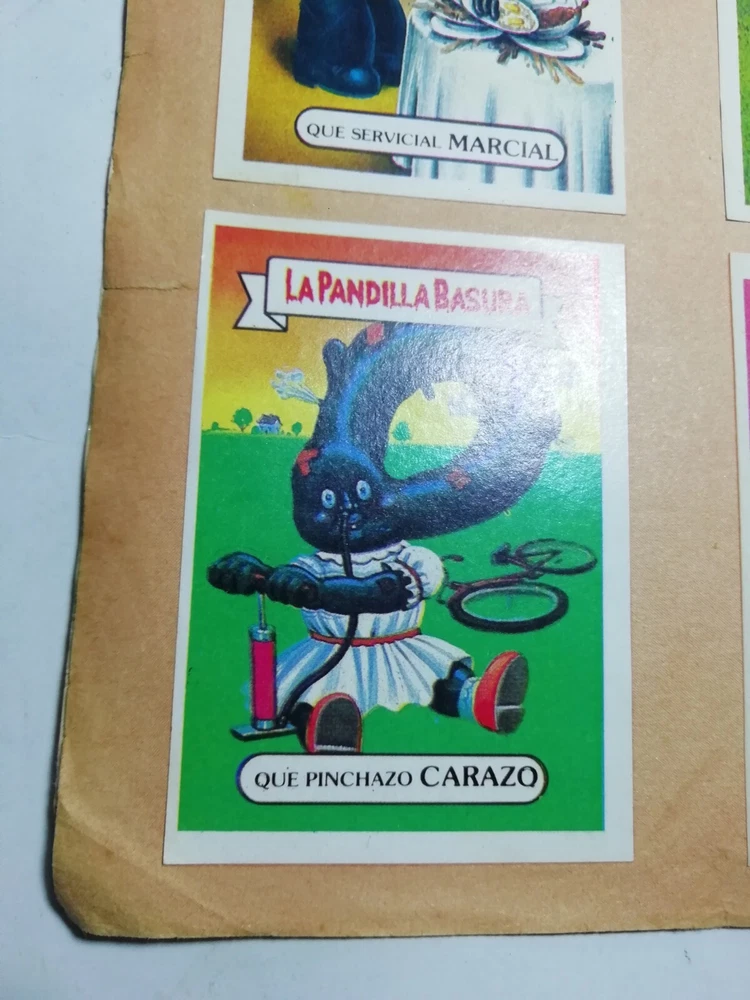 QUE SERVICIAL MARCIAL
LA PANDILLA BASURA
QUE PINCHAZO CARAZO